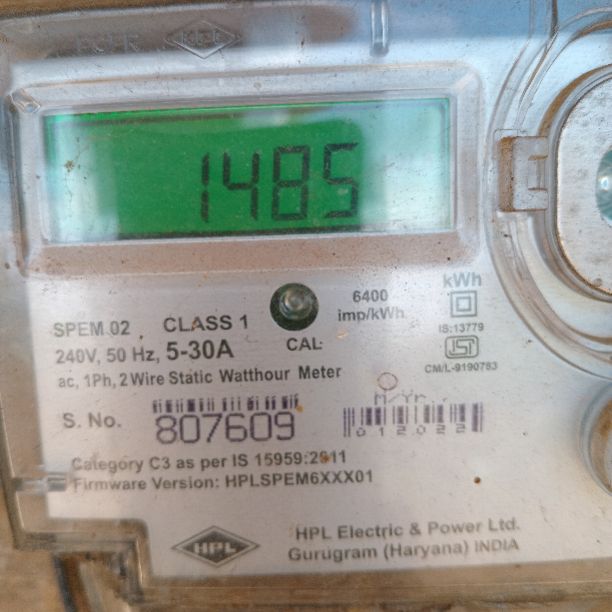 HPL
1485
kWh
6400
imp/kWh
IS:13779
SPEM 02 CLASS 1
CAL
240V, 50 Hz, 5-30A
CM/L-9190783
ac, 1Ph, 2 Wire Static Watthour Meter
M/Yr
S. No. 807609
012022
Category C3 as per IS 15959:2011
Firmware Version: HPLSPEM6XXX01
HPL
HPL Electric & Power Ltd.
Gurugram (Haryana) INDIA